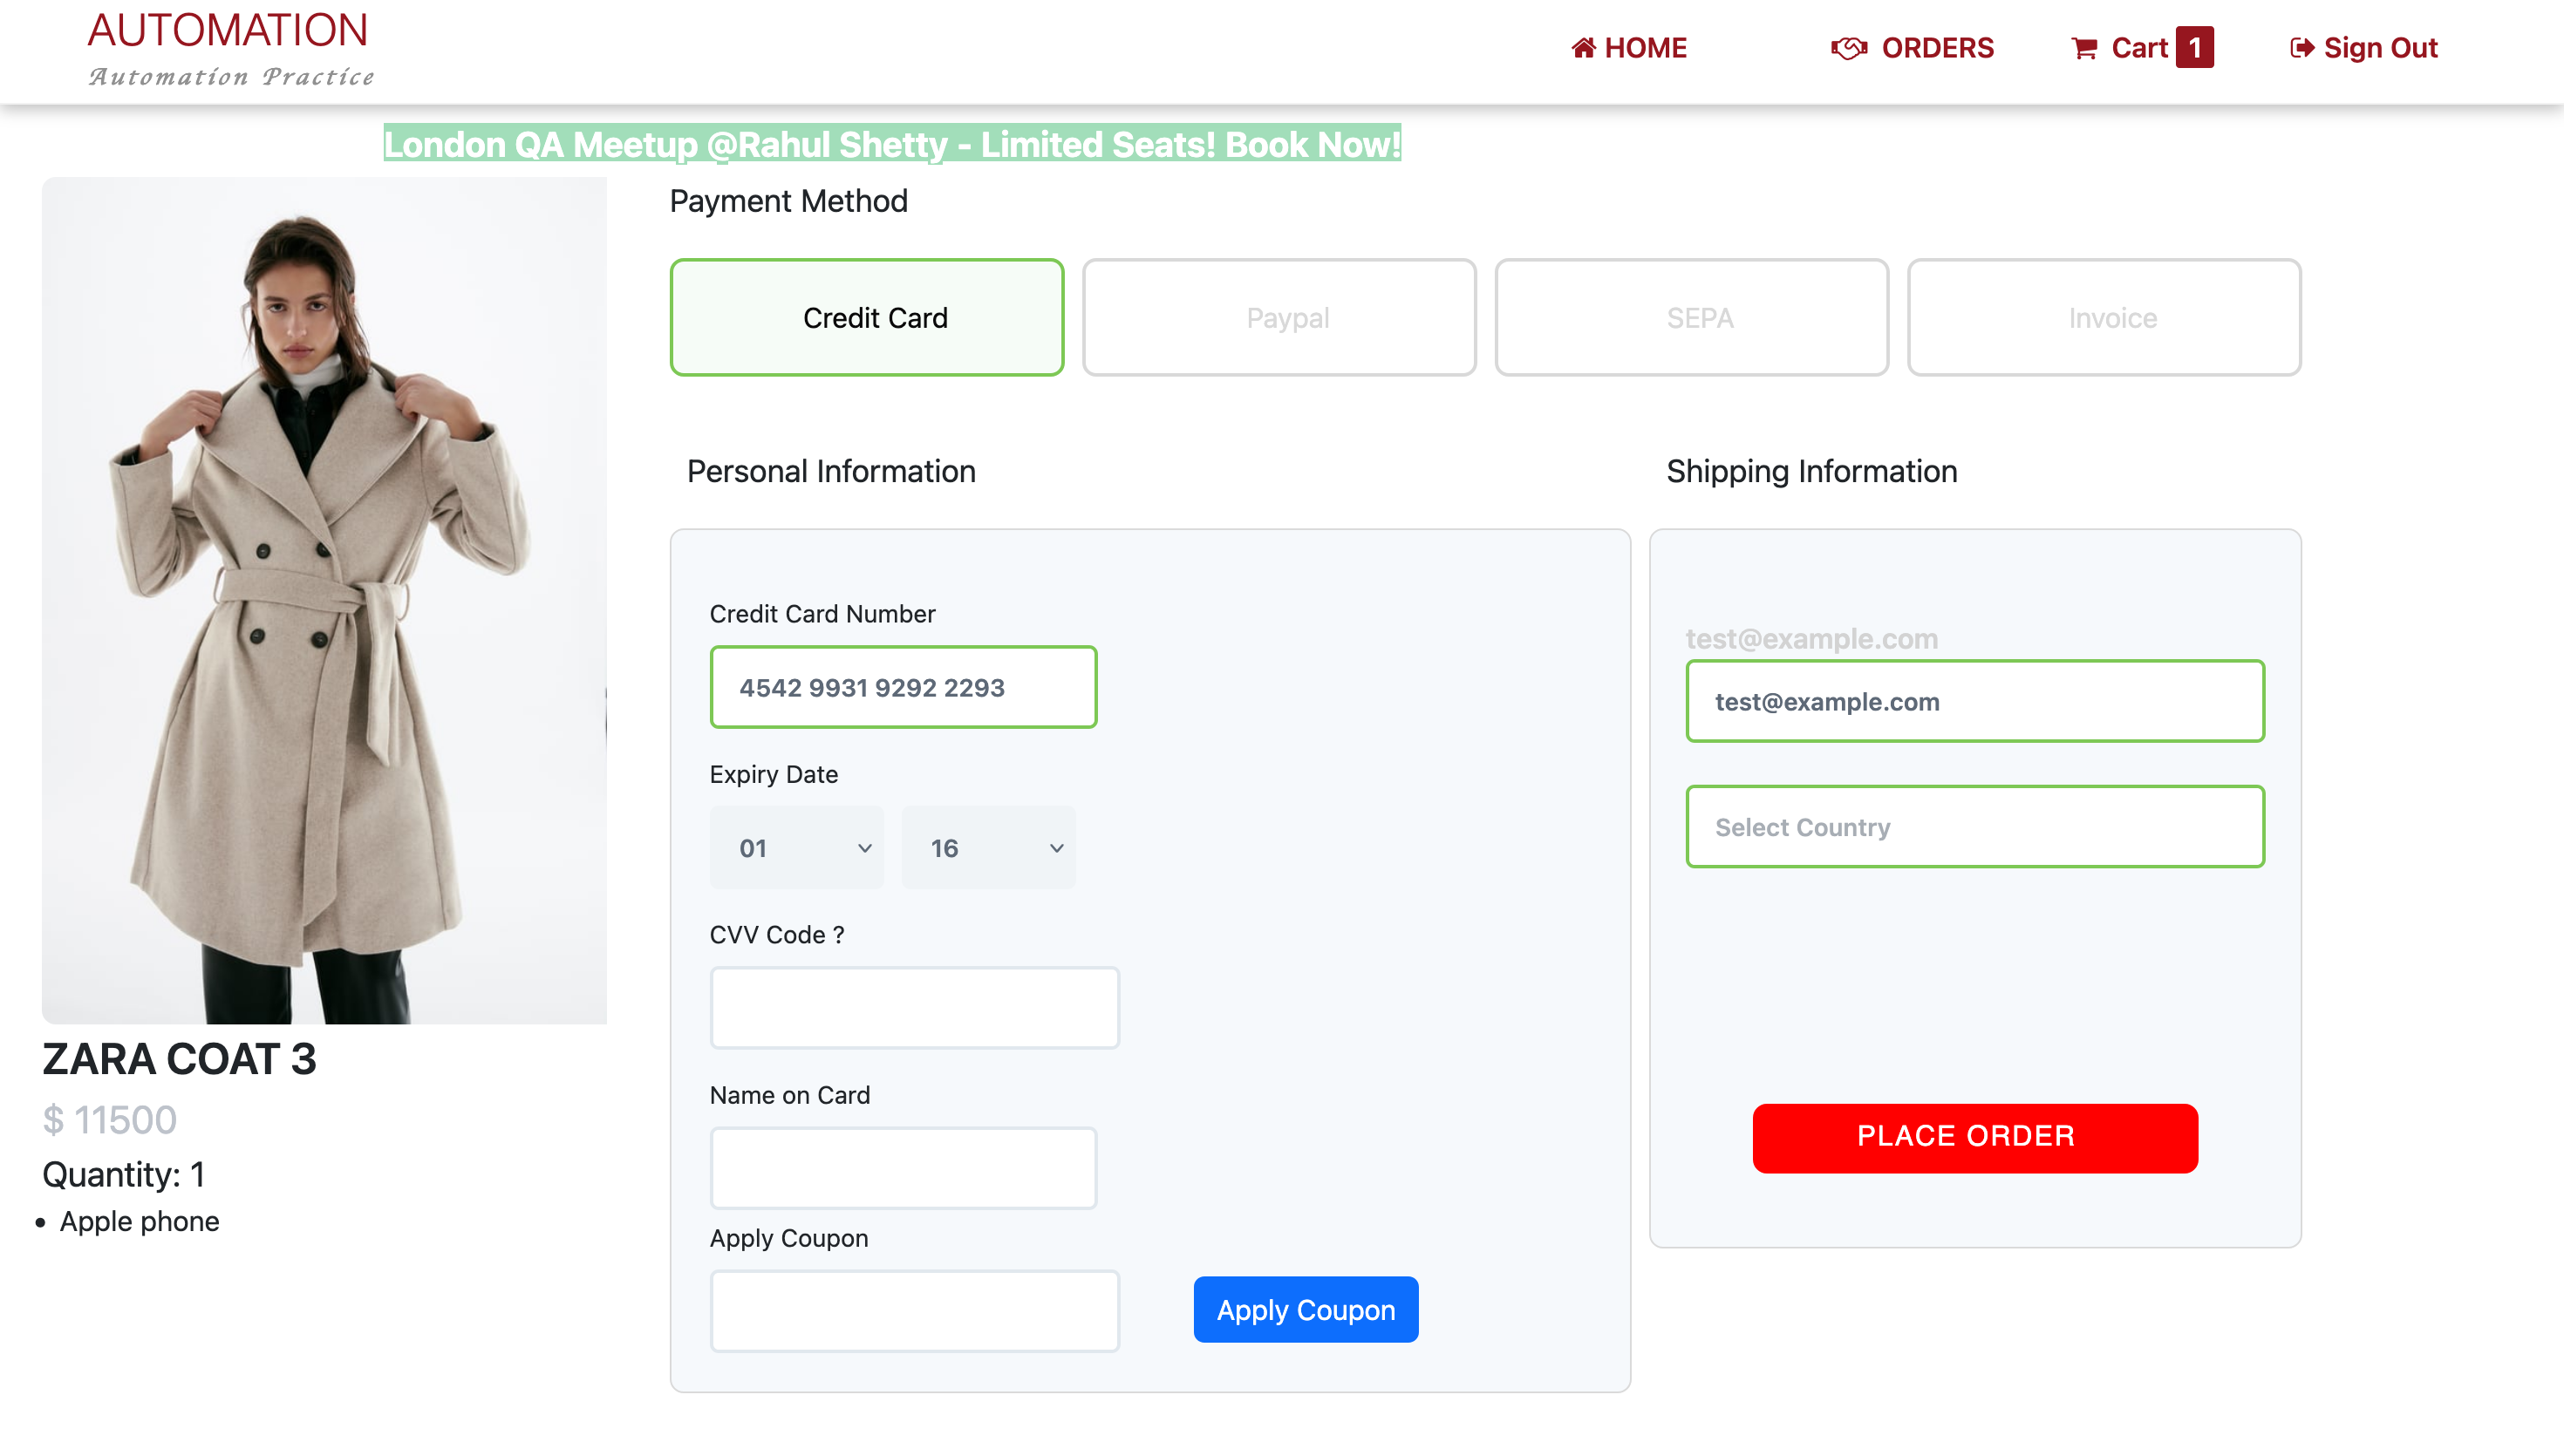 AUTOMATION
Automation Practice
HOME
ORDERS
Cart 1
Sign Out
London QA Meetup @Rahul Shetty - Limited Seats! Book Now!
Payment Method
Credit Card
Paypal
SEPA
Invoice
Personal Information
Credit Card Number
4542 9931 9292 2293
Expiry Date
01
16
CVV Code ?
Name on Card
Apply Coupon
Apply Coupon
Shipping Information
test@example.com
test@example.com
Select Country
PLACE ORDER
ZARA COAT 3
$ 11500
Quantity: 1
Apple phone